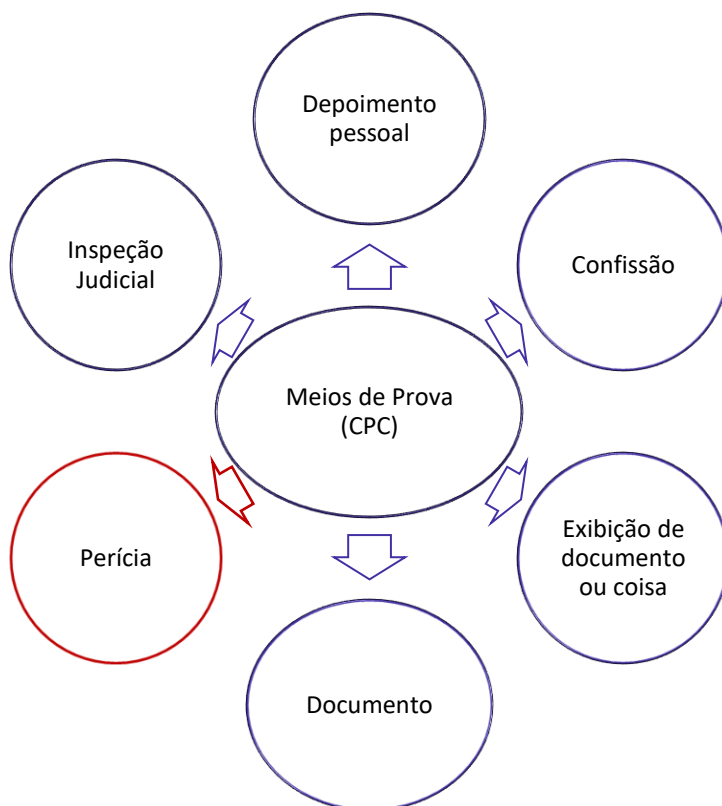 Depoimento
pessoal
Inspeção
Judicial
Confissão
Meios de Prova
(CPC)
Perícia
Exibição de
documento
ou coisa
Documento